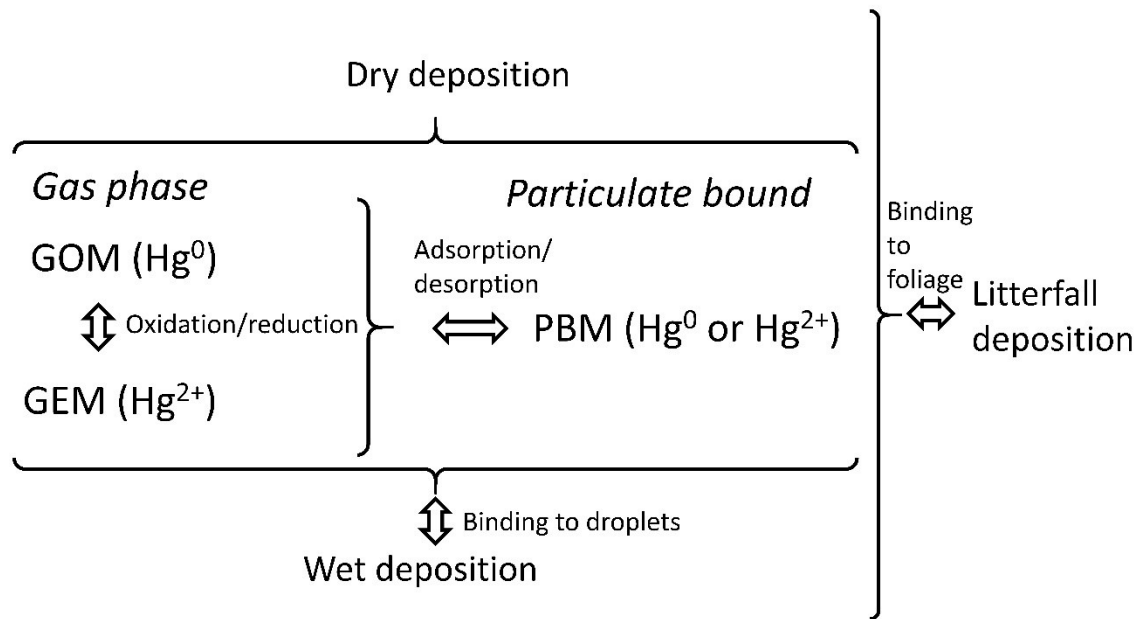 Dry deposition
Gas phase
Particulate bound
GOM (Hg⁰)
Oxidation/reduction
GEM (Hg²⁺)
Adsorption/
desorption
PBM (Hg⁰ or Hg²⁺)
Binding
to
foliage
Litterfall
deposition
Binding to droplets
Wet deposition